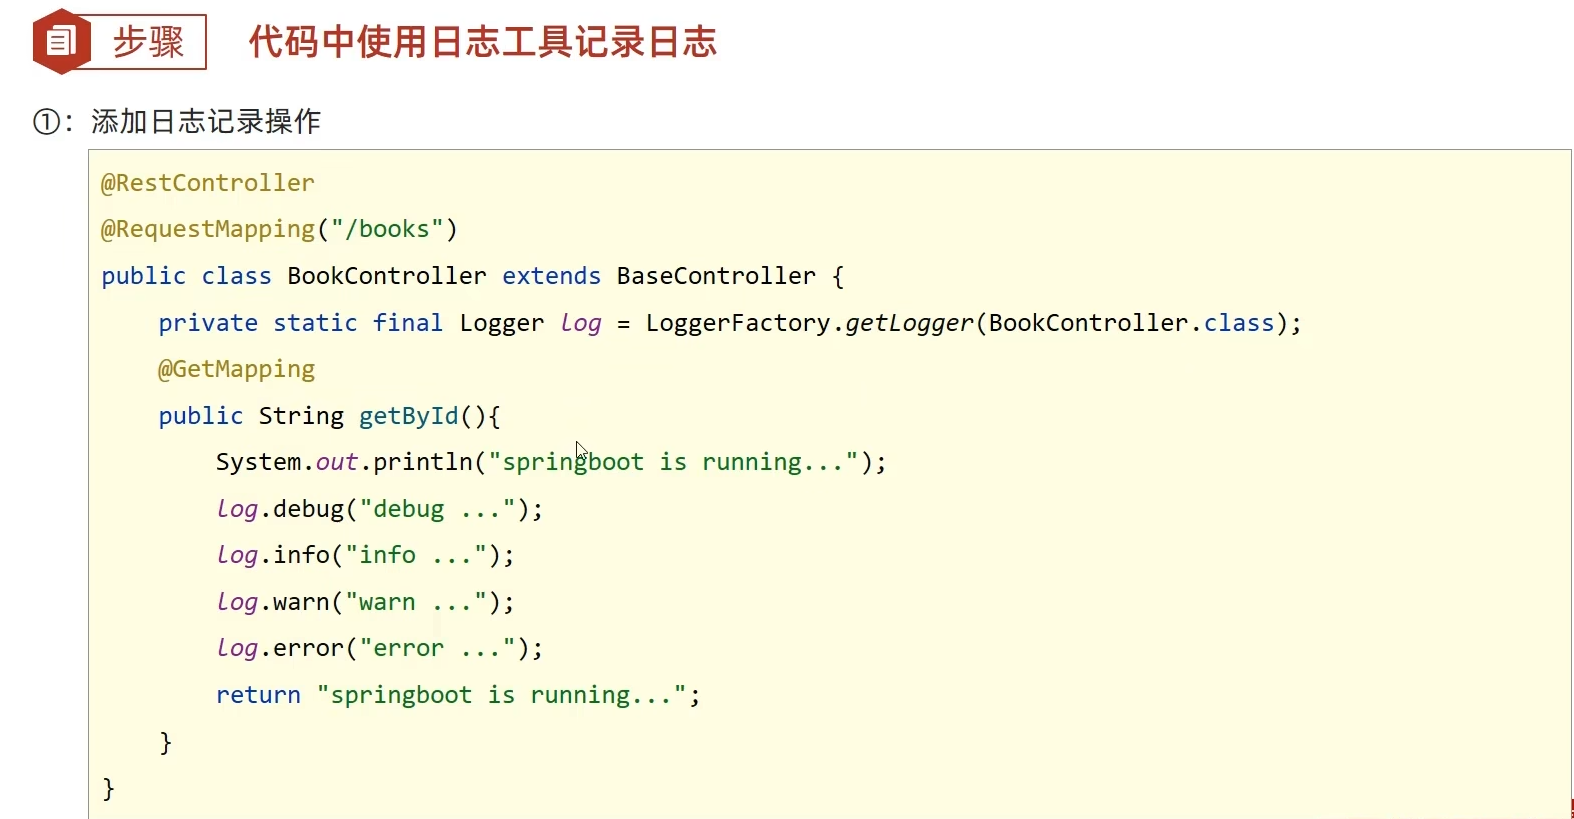 步骤 代码中使用日志工具记录日志
①：添加日志记录操作
@RestController
@RequestMapping("/books")
public class BookController extends BaseController {
    private static final Logger log = LoggerFactory.getLogger(BookController.class);
    @GetMapping
    public String getById(){
        System.out.println("springboot is running...");
        log.debug("debug ...");
        log.info("info ...");
        log.warn("warn ...");
        log.error("error ...");
        return "springboot is running...";
    }
}